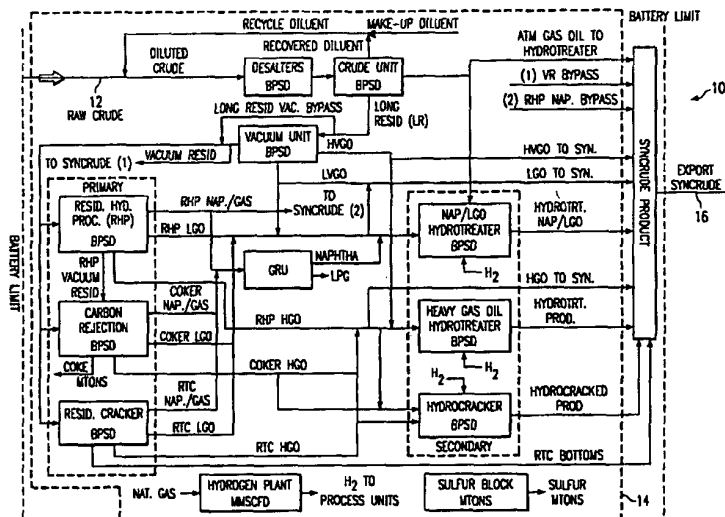 BATTERY LIMIT
RECYCLE DILUENT
MAKE-UP DILUENT
RECOVERED DILUENT
ATM GAS OIL TO HYDROTREATER
DILUTED CRUDE
DESALTERS BPSD
CRUDE UNIT BPSD
(1) VR BYPASS
12
RAW CRUDE
LONG RESID VAC. BYPASS
LONG RESID (LR)
(2) RHP NAP. BYPASS
10
VACUUM UNIT BPSD
HVGO
HVGO TO SYN.
TO SYNCRUDE (1)
VACUUM RESID
LVGO
LGO TO SYN.
SYNCRUDE PRODUCT
EXPORT SYNCRUDE
16
BATTERY LIMIT
PRIMARY
RESID. HYD. PROC. (RHP) BPSD
RHP NAP./GAS
TO SYNCRUDE (2)
RHP LGO
NAP/LGO HYDROTREATER BPSD
HYDROTRT. NAP/LGO
H2
GRU
NAPHTHA
LPG
RHP VACUUM RESID
COKER NAP./GAS
RHP HGO
HGO TO SYN.
CARBON REJECTION BPSD
COKER LGO
HEAVY GAS OIL HYDROTREATER BPSD
HYDROTRT. PROD.
H2
COKE MTONS
COKER HGO
H2
RESID. CRACKER BPSD
RTC NAP./GAS
RTC LGO
HYDROCRACKER BPSD
HYDROCRACKED PROD
RTC HGO
SECONDARY
RTC BOTTOMS
NAT. GAS
HYDROGEN PLANT MMSCFD
H2 TO PROCESS UNITS
SULFUR BLOCK MTONS
SULFUR MTONS
14